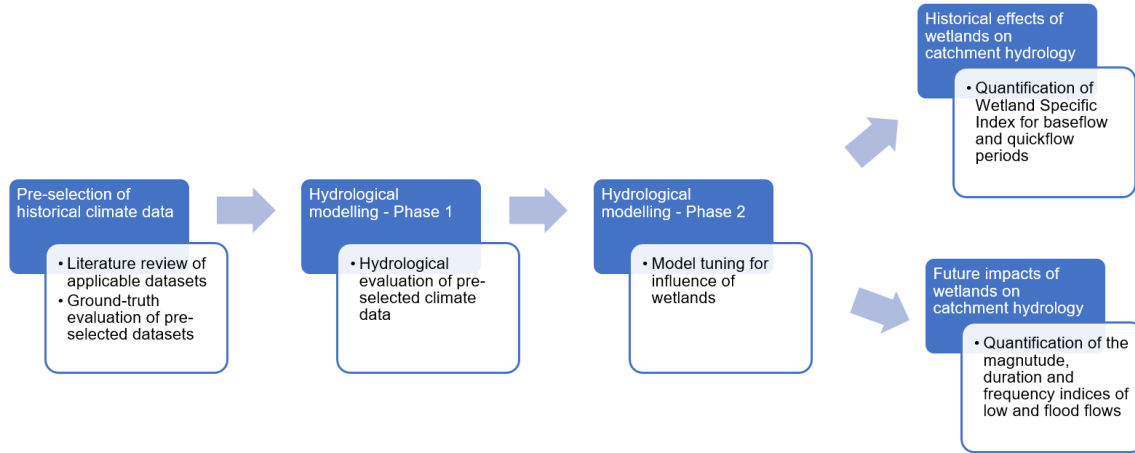 Pre-selection of
historical climate data
• Literature review of
applicable datasets
• Ground-truth
evaluation of pre-
selected datasets
Hydrological
modelling - Phase 1
• Hydrological
evaluation of pre-
selected climate
data
Hydrological
modelling - Phase 2
• Model tuning for
influence of
wetlands
Historical effects of
wetlands on
catchment hydrology
• Quantification of
Wetland Specific
Index for baseflow
and quickflow
periods
Future impacts of
wetlands on
catchment hydrology
• Quantification of the
magnutude,
duration and
frequency indices of
low and flood flows